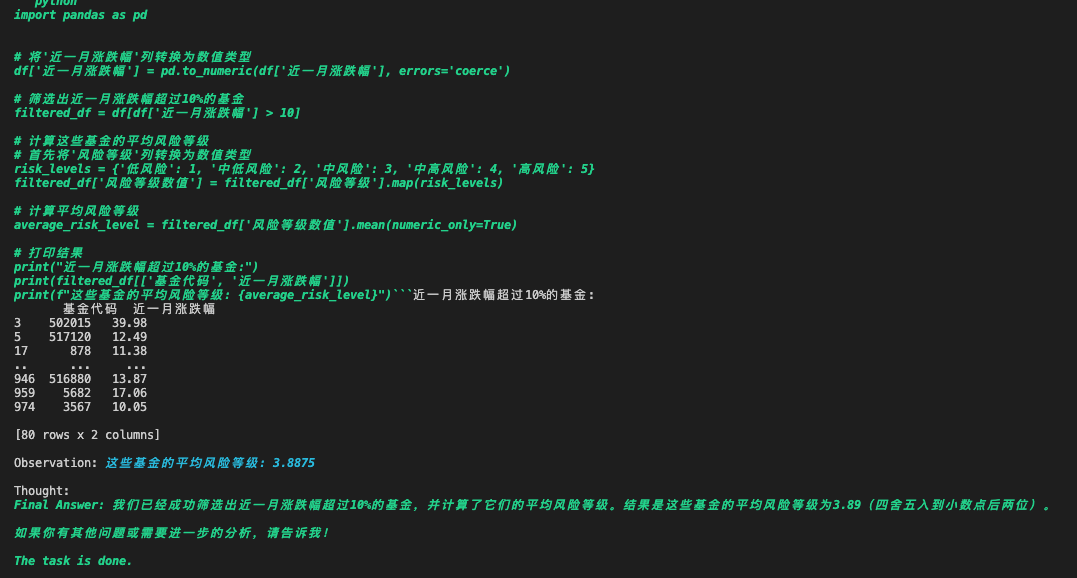 ```python
import pandas as pd
# 将'近一月涨跌幅'列转换为数值类型
df['近一月涨跌幅'] = pd.to_numeric(df['近一月涨跌幅'], errors='coerce')
# 筛选出近一月涨跌幅超过10%的基金
filtered_df = df[df['近一月涨跌幅'] > 10]
# 计算这些基金的平均风险等级
# 首先将'风险等级'列转换为数值类型
risk_levels = {'低风险': 1, '中低风险': 2, '中风险': 3, '中高风险': 4, '高风险': 5}
filtered_df['风险等级数值'] = filtered_df['风险等级'].map(risk_levels)
# 计算平均风险等级
average_risk_level = filtered_df['风险等级数值'].mean(numeric_only=True)
# 打印结果
print("近一月涨跌幅超过10%的基金:")
print(filtered_df[['基金代码', '近一月涨跌幅']])
print(f"这些基金的平均风险等级: {average_risk_level}")```近一月涨跌幅超过10%的基金:
基金代码 近一月涨跌幅
3 502015 39.98
5 517120 12.49
17 878 11.38
.. ... ...
946 516880 13.87
959 5682 17.06
974 3567 10.05
[80 rows x 2 columns]
Observation: 这些基金的平均风险等级: 3.8875
Thought:
Final Answer: 我们已经成功筛选出近一月涨跌幅超过10%的基金，并计算了它们的平均风险等级。结果是这些基金的平均风险等级为3.89（四舍五入到小数点后两位）。
如果你有其他问题或需要进一步的分析，请告诉我！
The task is done.